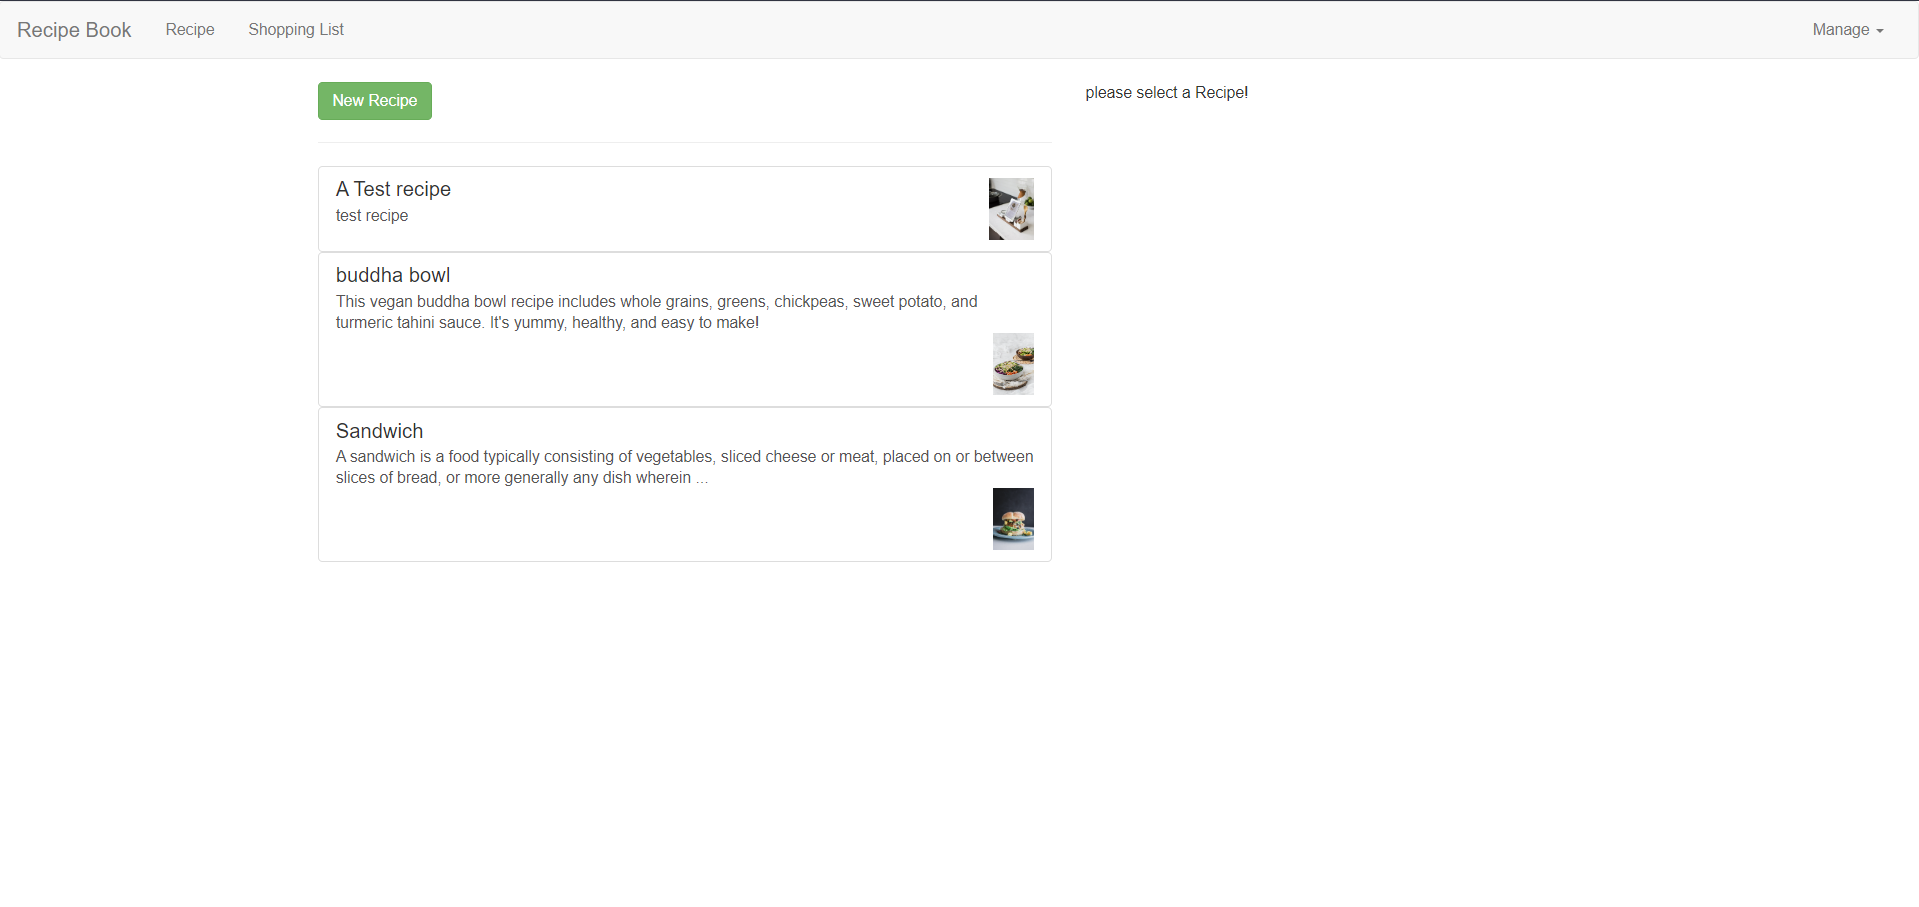 Recipe Book Recipe Shopping List Manage
New Recipe
please select a Recipe!
A Test recipe
test recipe
buddha bowl
This vegan buddha bowl recipe includes whole grains, greens, chickpeas, sweet potato, and
turmeric tahini sauce. It's yummy, healthy, and easy to make!
Sandwich
A sandwich is a food typically consisting of vegetables, sliced cheese or meat, placed on or between
slices of bread, or more generally any dish wherein ...